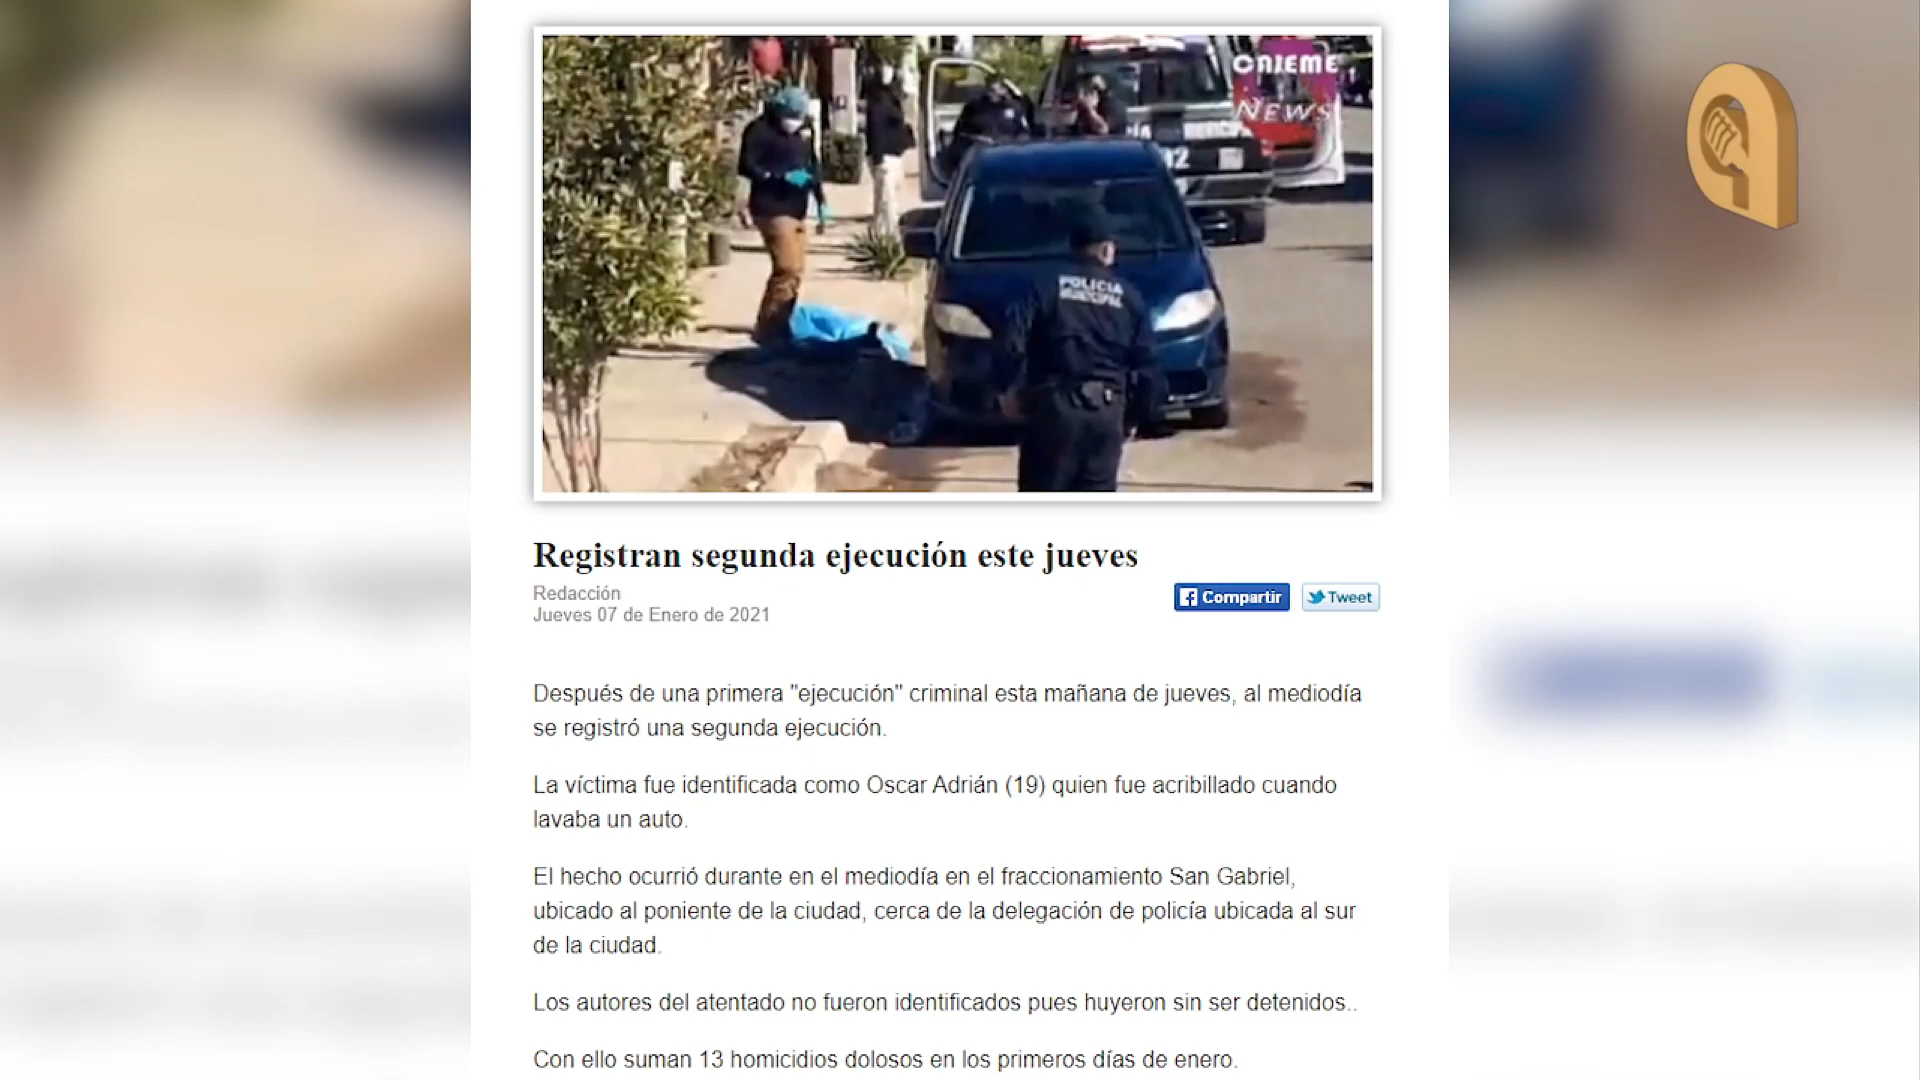 CAJEME
NEWS
POLICIA
MUNICIPAL
Registran segunda ejecución este jueves
Redacción
Jueves 07 de Enero de 2021
Compartir
Tweet
Después de una primera "ejecución" criminal esta mañana de jueves, al mediodía
se registró una segunda ejecución.
La víctima fue identificada como Oscar Adrián (19) quien fue acribillado cuando
lavaba un auto.
El hecho ocurrió durante en el mediodía en el fraccionamiento San Gabriel,
ubicado al poniente de la ciudad, cerca de la delegación de policía ubicada al sur
de la ciudad.
Los autores del atentado no fueron identificados pues huyeron sin ser detenidos..
Con ello suman 13 homicidios dolosos en los primeros días de enero.